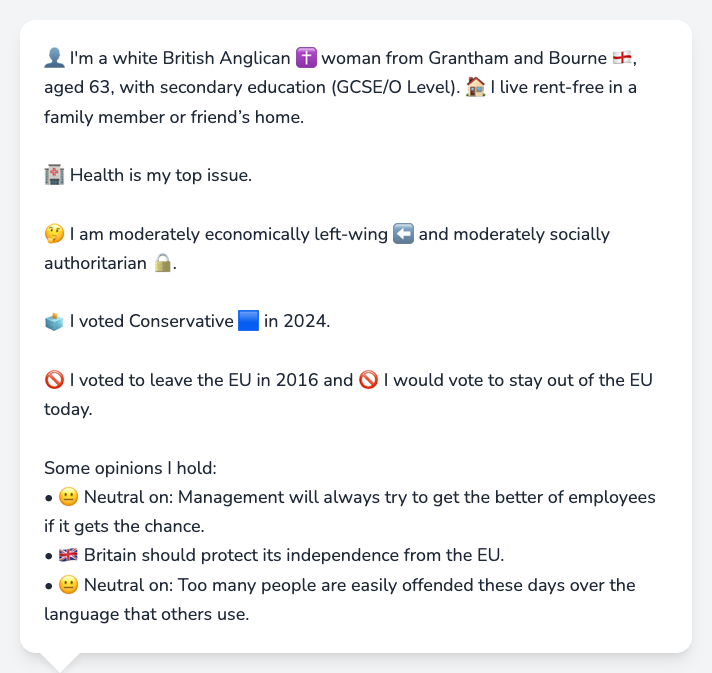 👤 I'm a white British Anglican ✝️ woman from Grantham and Bourne 🏴󠁧󠁢󠁥󠁮󠁧󠁿,
aged 63, with secondary education (GCSE/O Level). 🏠 I live rent-free in a
family member or friend’s home.
🏥 Health is my top issue.
🤔 I am moderately economically left-wing ⬅️ and moderately socially
authoritarian 🔒.
🗳️ I voted Conservative 🟦 in 2024.
🚫 I voted to leave the EU in 2016 and 🚫 I would vote to stay out of the EU
today.
Some opinions I hold:
• 😐 Neutral on: Management will always try to get the better of employees
if it gets the chance.
• 🇬🇧 Britain should protect its independence from the EU.
• 😐 Neutral on: Too many people are easily offended these days over the
language that others use.